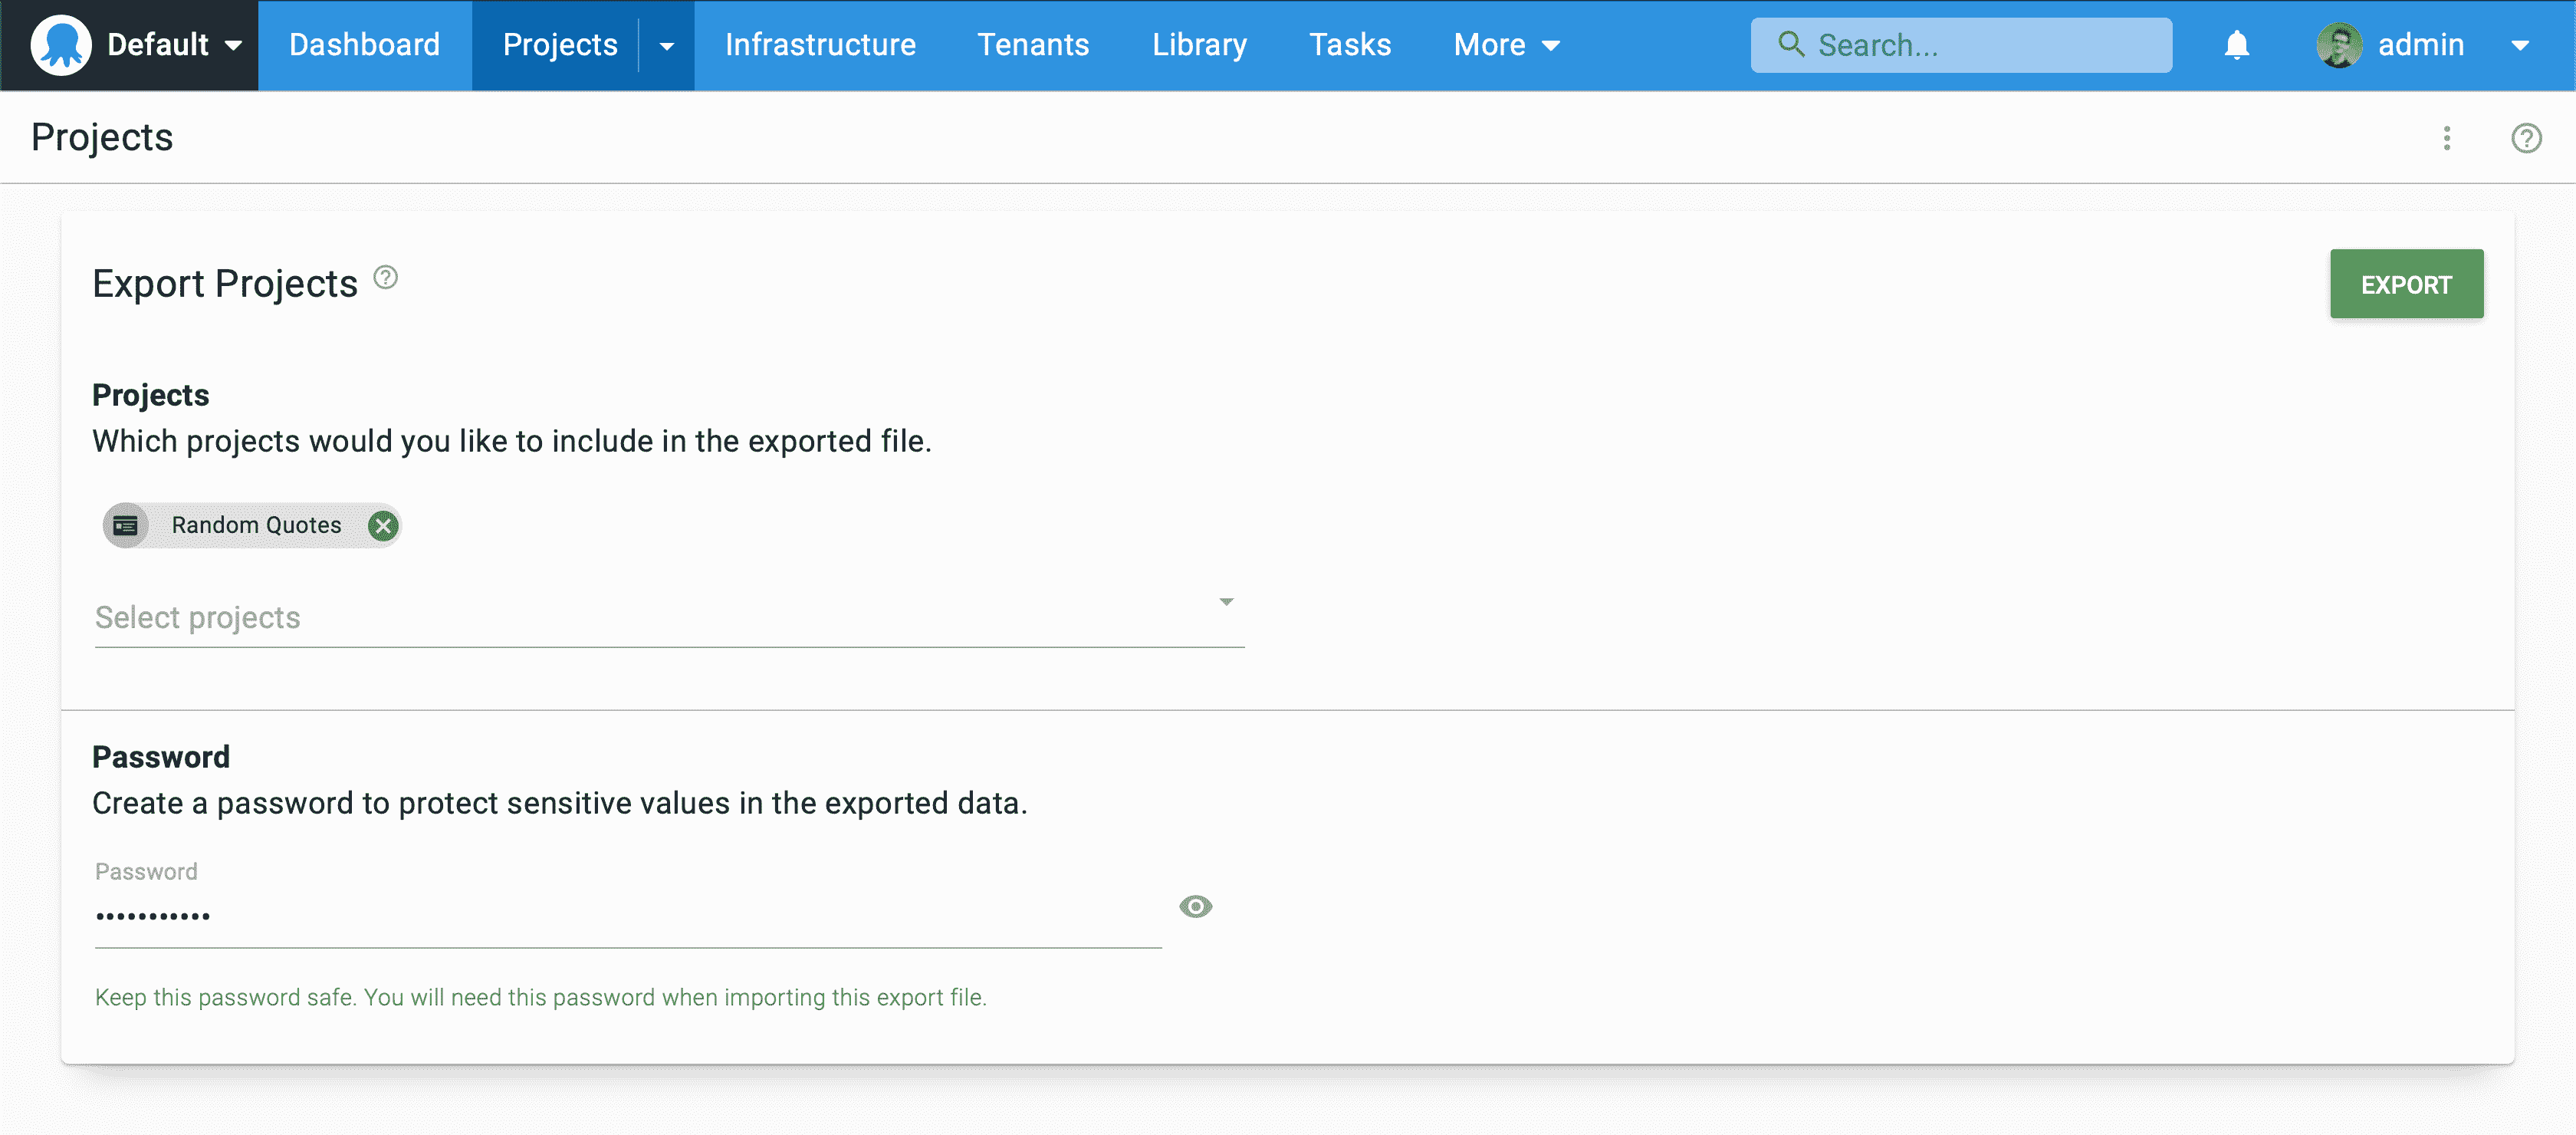 Default Dashboard Projects Infrastructure Tenants Library Tasks More Search... admin
Projects
Export Projects
EXPORT
Projects
Which projects would you like to include in the exported file.
Random Quotes
Select projects
Password
Create a password to protect sensitive values in the exported data.
Password
•••••••••••
Keep this password safe. You will need this password when importing this export file.